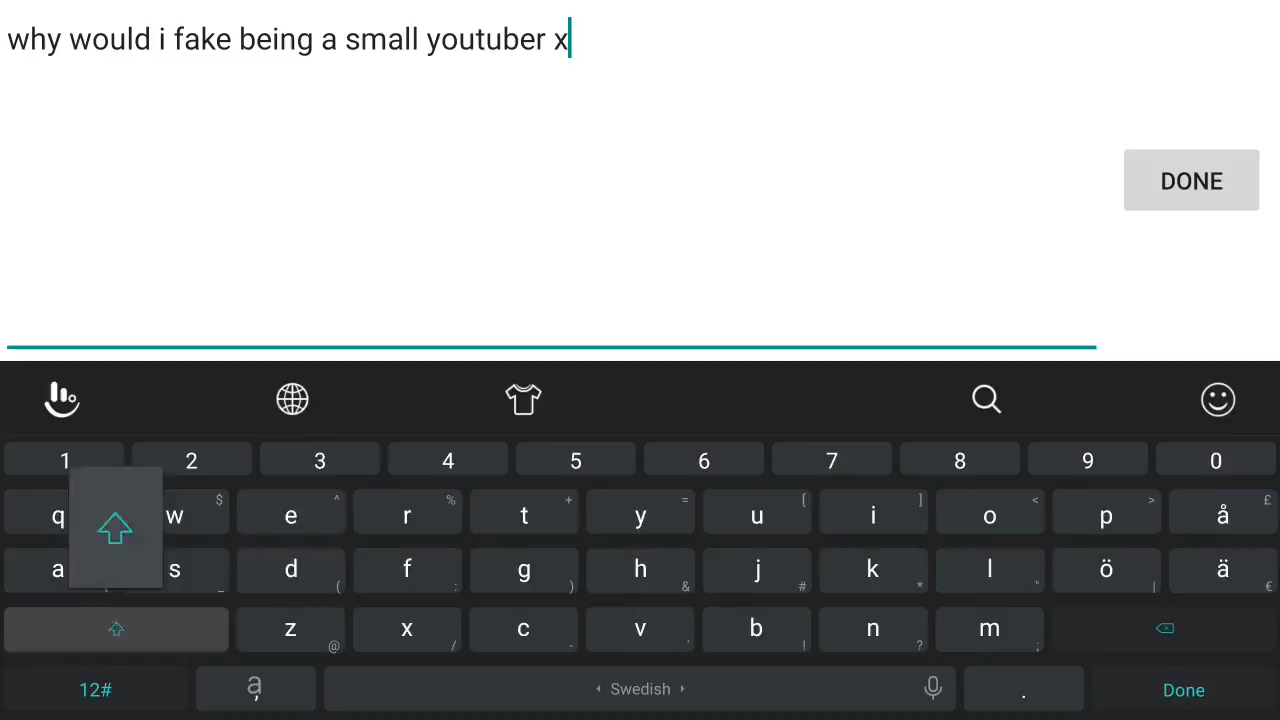 why would i fake being a small youtuber x
DONE
1 2 3 4 5 6 7 8 9 0
q w $ e ^ r % t + y = u [ i ] o < p > å £
a s _ d ( f : g ) h & j # k * l " ö | ä €
z @ x / c - v ' b ! n ? m ;
12# a , Swedish . Done